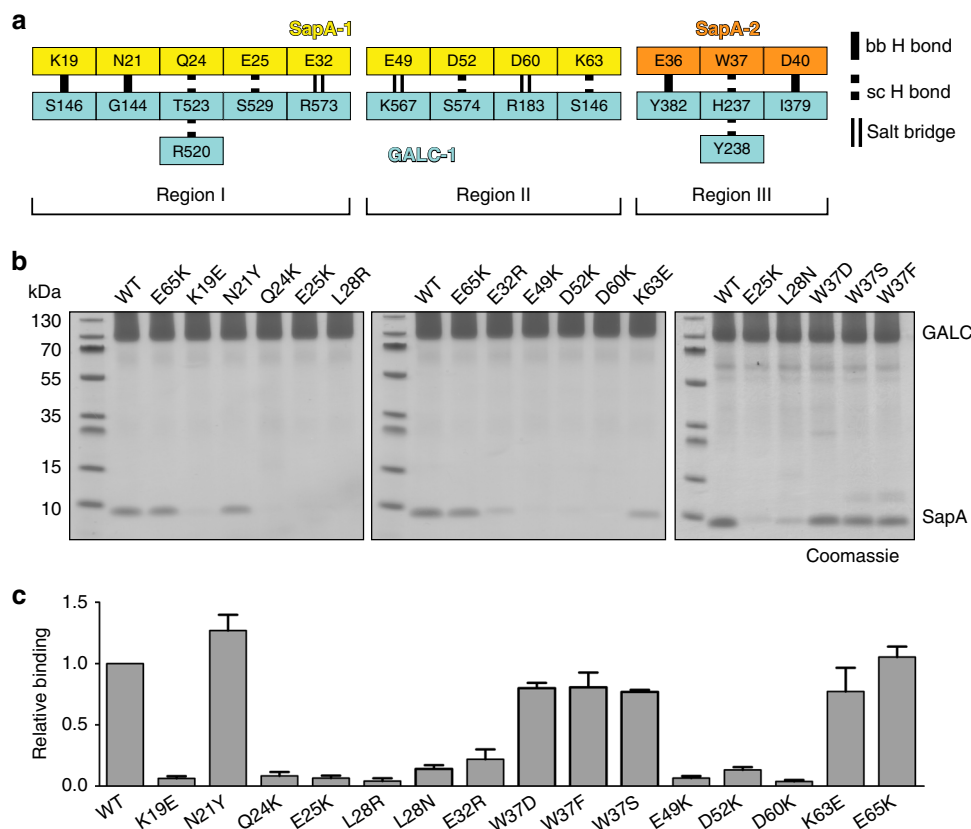 a
SapA-1 SapA-2
K19 N21 Q24 E25 E32 E49 D52 D60 K63 E36 W37 D40
S146 G144 T523 S529 R573 K567 S574 R183 S146 Y382 H237 I379
R520 Y238
GALC-1
bb H bond
sc H bond
Salt bridge
Region I Region II Region III
b
kDa WT E65K K19E N21Y Q24K E25K L28R WT E65K E32R E49K D52K D60K K63E WT E25K L28N W37D W37S W37F
130
70
55
35
15
10
GALC
SapA
Coomassie
c
Relative binding
1.5
1.0
0.5
0.0
WT K19E N21Y Q24K E25K L28R L28N E32R W37D W37F W37S E49K D52K D60K K63E E65K